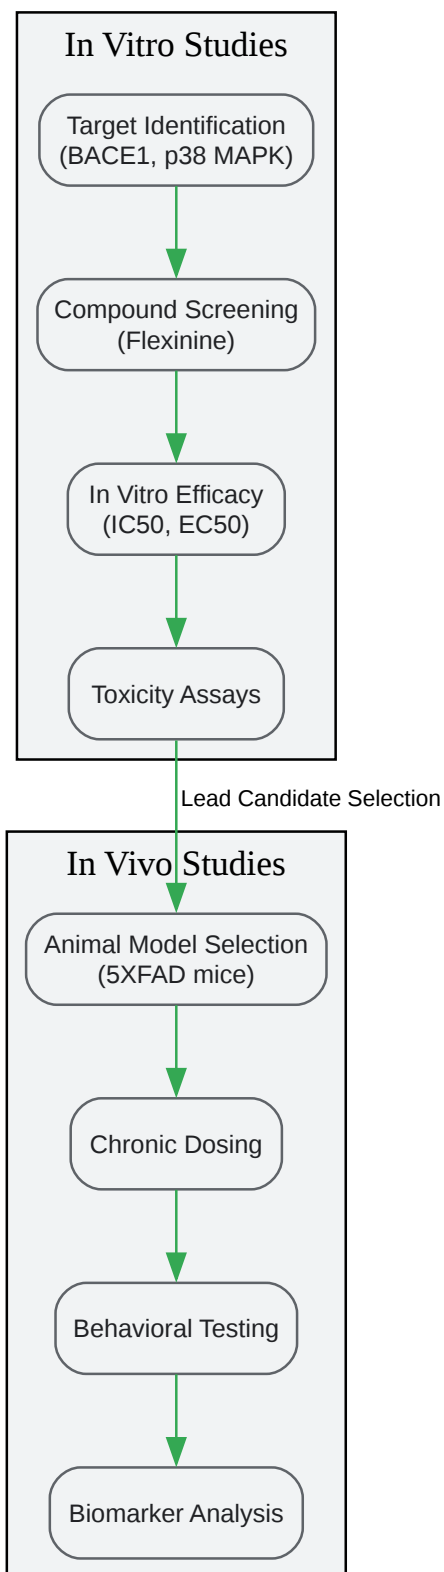 In Vitro Studies
Target Identification
(BACE1, p38 MAPK)
Compound Screening
(Flexinine)
In Vitro Efficacy
(IC50, EC50)
Toxicity Assays
Lead Candidate Selection
In Vivo Studies
Animal Model Selection
(5XFAD mice)
Chronic Dosing
Behavioral Testing
Biomarker Analysis